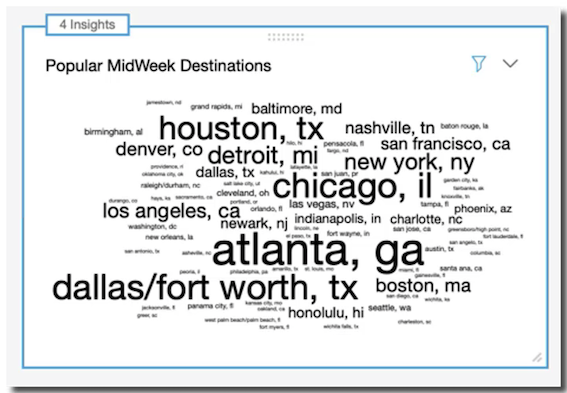 4 Insights
Popular MidWeek Destinations
jamestown, nd
grand rapids, mi
baltimore, md
birmingham, al
houston, tx
nashville, tn
baton rouge, la
hilo, hi
pensacola, fl
fargo, nd
denver, co
detroit, mi
san francisco, ca
providence, ri
oklahoma city, ok
dallas, tx
kahului, hi
lafayette, la
san juan, pr
new york, ny
raleigh/durham, nc
salt lake city, ut
chicago, il
garden city, ks
fairbanks, ak
durango, co
hays, ks
sacramento, ca
cleveland, oh
portland, or
knoxville, tn
los angeles, ca
orlando, fl
las vegas, nv
tampa, fl
phoenix, az
washington, dc
newark, nj
indianapolis, in
charlotte, nc
lincoln, ne
new orleans, la
el paso, tx
fort wayne, in
san jose, ca
greensboro/high point, nc
fort lauderdale, fl
san angelo, tx
san antonio, tx
asheville, nc
atlanta, ga
austin, tx
columbia, sc
peoria, il
philadelphia, pa
amarillo, tx
st. louis, mo
miami, fl
santa ana, ca
gainesville, fl
dallas/fort worth, tx
boston, ma
san diego, ca
wichita, ks
jacksonville, fl
panama city, fl
kansas city, mo
oakland, ca
greer, sc
honolulu, hi
seattle, wa
west palm beach/palm beach, fl
fort myers, fl
wichita falls, tx
charleston, sc